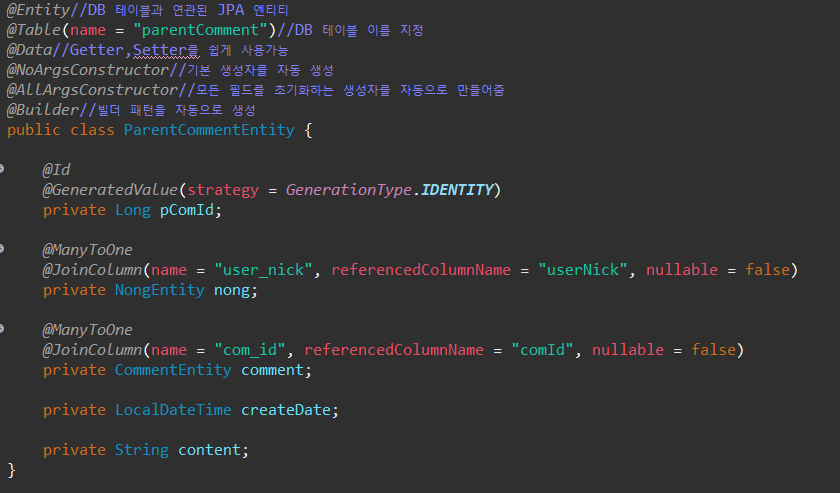 @Entity//DB 테이블과 연관된 JPA 엔티티
@Table(name = "parentComment")//DB 테이블 이름 지정
@Data//Getter,Setter를 쉽게 사용가능
@NoArgsConstructor//기본 생성자를 자동 생성
@AllArgsConstructor//모든 필드를 초기화하는 생성자를 자동으로 만들어줌
@Builder//빌더 패턴을 자동으로 생성
public class ParentCommentEntity {
@Id
@GeneratedValue(strategy = GenerationType.IDENTITY)
private Long pComId;
@ManyToOne
@JoinColumn(name = "user_nick", referencedColumnName = "userNick", nullable = false)
private NongEntity nong;
@ManyToOne
@JoinColumn(name = "com_id", referencedColumnName = "comId", nullable = false)
private CommentEntity comment;
private LocalDateTime createDate;
private String content;
}